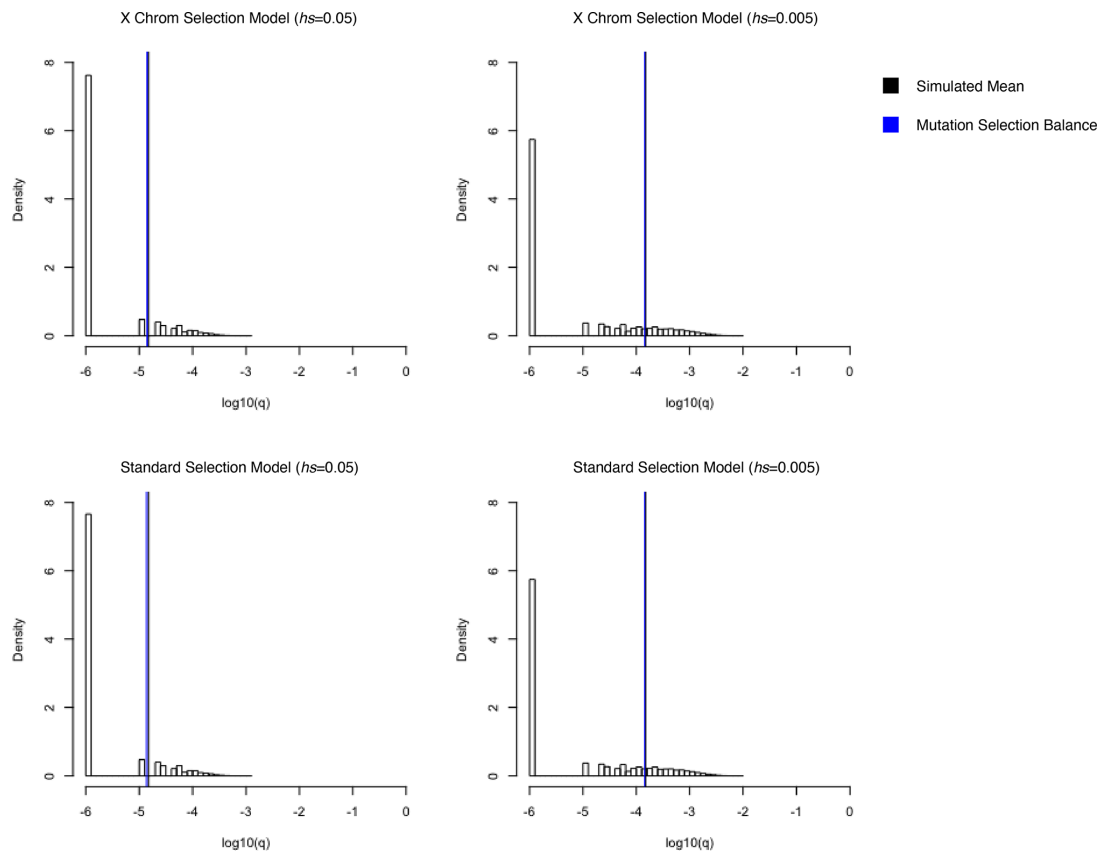 X Chrom Selection Model (hs=0.05)
8
6
4
2
0
Density
-6 -5 -4 -3 -2 -1 0
log10(q)
X Chrom Selection Model (hs=0.005)
8
6
4
2
0
Density
-6 -5 -4 -3 -2 -1 0
log10(q)
Simulated Mean
Mutation Selection Balance
Standard Selection Model (hs=0.05)
8
6
4
2
0
Density
-6 -5 -4 -3 -2 -1 0
log10(q)
Standard Selection Model (hs=0.005)
8
6
4
2
0
Density
-6 -5 -4 -3 -2 -1 0
log10(q)